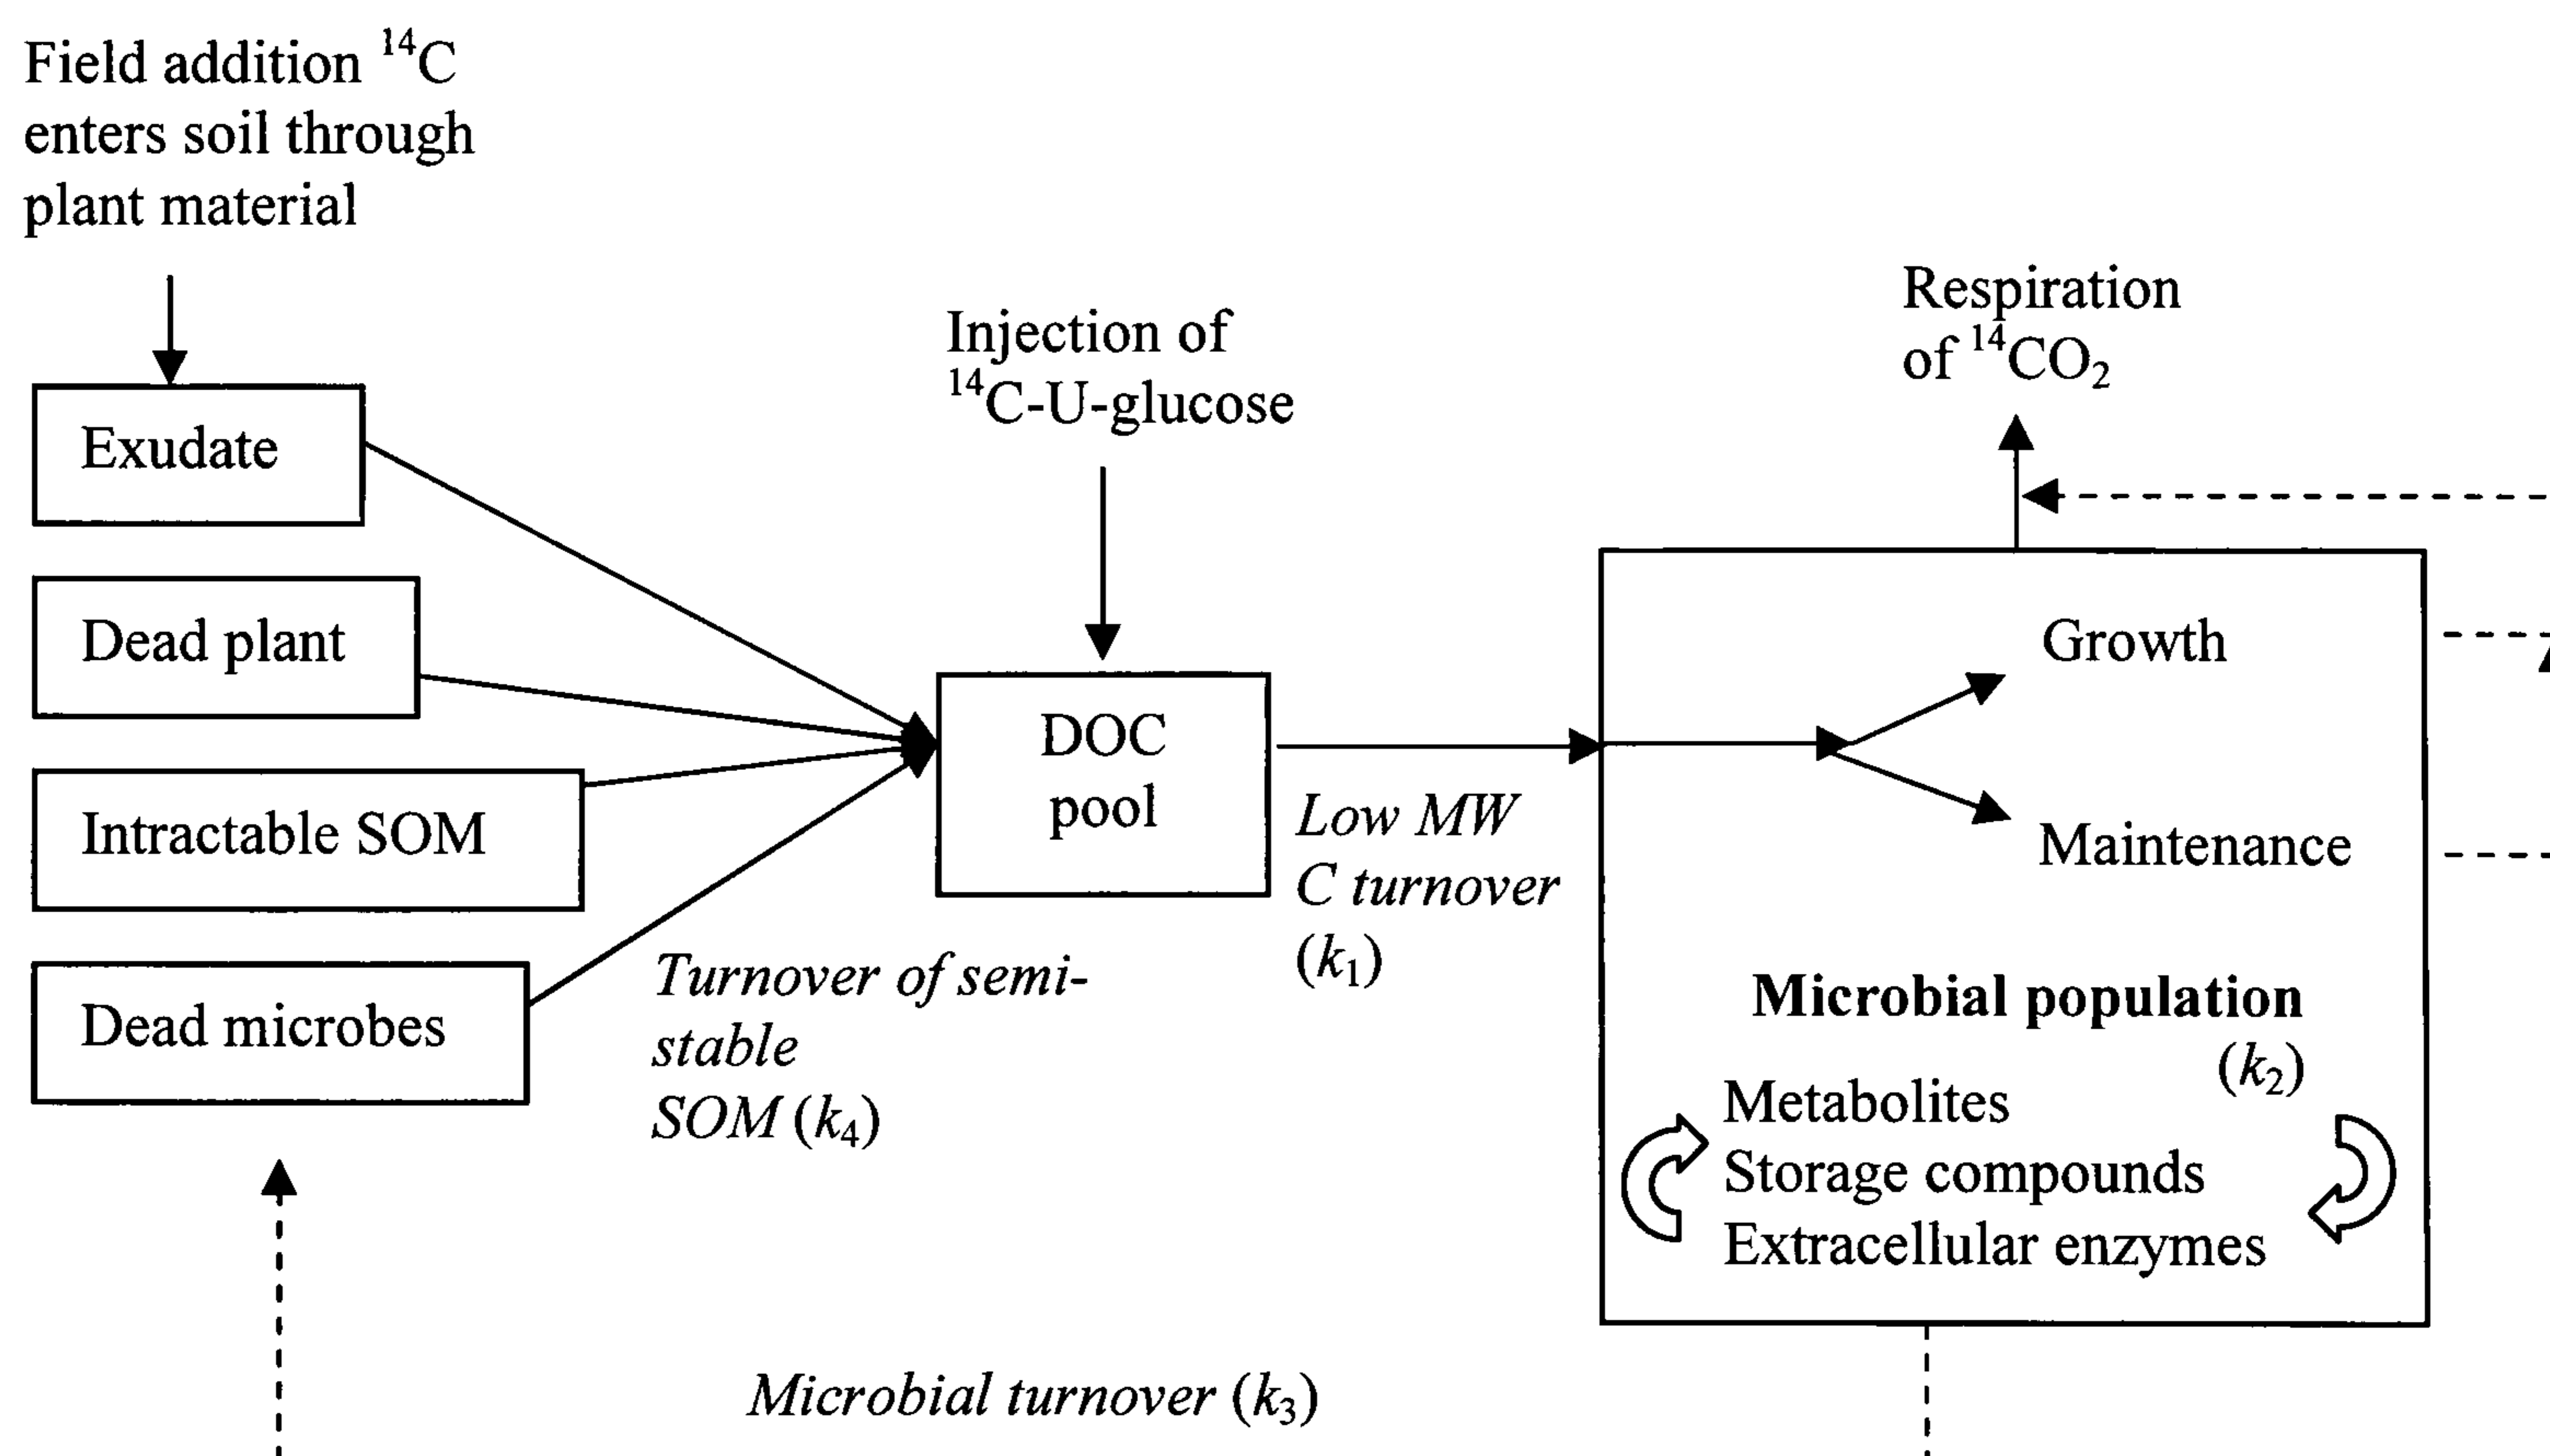 Field addition ¹⁴C
enters soil through
plant material
Exudate
Dead plant
Intractable SOM
Dead microbes
Turnover of semi-
stable
SOM (k₄)
Injection of
¹⁴C-U-glucose
DOC
pool
Low MW
C turnover
(k₁)
Respiration
of ¹⁴CO₂
Growth
Maintenance
Microbial population
(k₂)
Metabolites
Storage compounds
Extracellular enzymes
Microbial turnover (k₃)